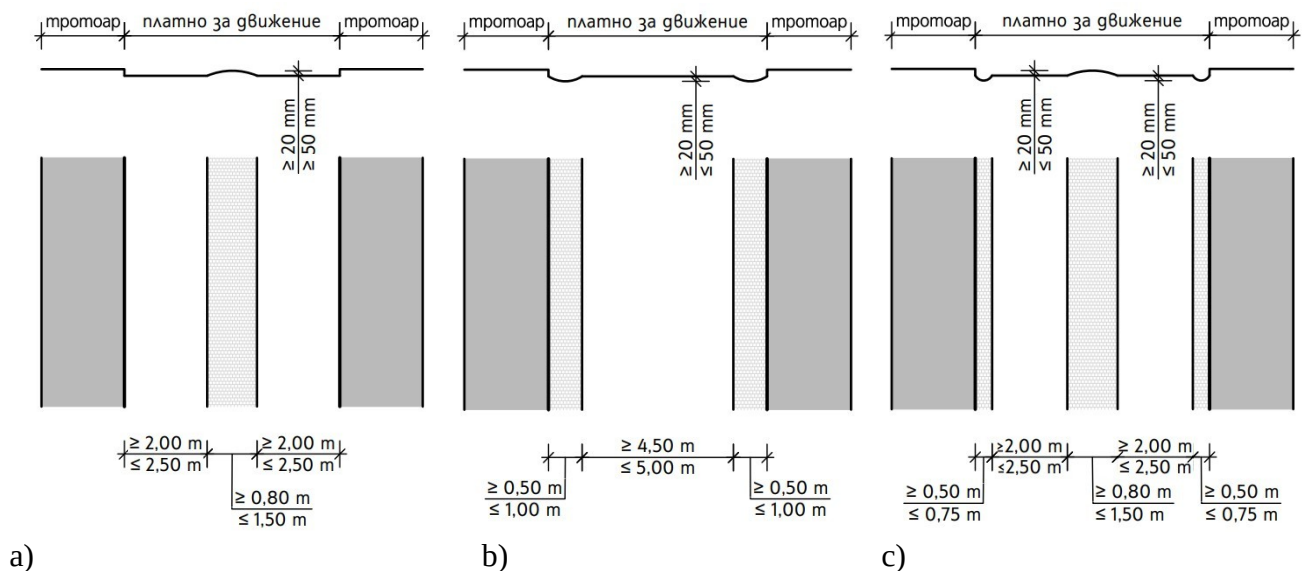 тротоар платно за движение тротоар
≥ 20 mm
≤ 50 mm
≥ 2,00 m
≤ 2,50 m
≥ 2,00 m
≤ 2,50 m
≥ 0,80 m
≤ 1,50 m
a)
тротоар платно за движение тротоар
≥ 20 mm
≤ 50 mm
≥ 4,50 m
≤ 5,00 m
≥ 0,50 m
≤ 1,00 m
≥ 0,50 m
≤ 1,00 m
b)
тротоар платно за движение тротоар
≥ 20 mm
≤ 50 mm
≥ 20 mm
≤ 50 mm
≥2,00 m
≤2,50 m
≥ 2,00 m
≤ 2,50 m
≥ 0,50 m
≤ 0,75 m
≥ 0,80 m
≤ 1,50 m
≥ 0,50 m
≤ 0,75 m
c)